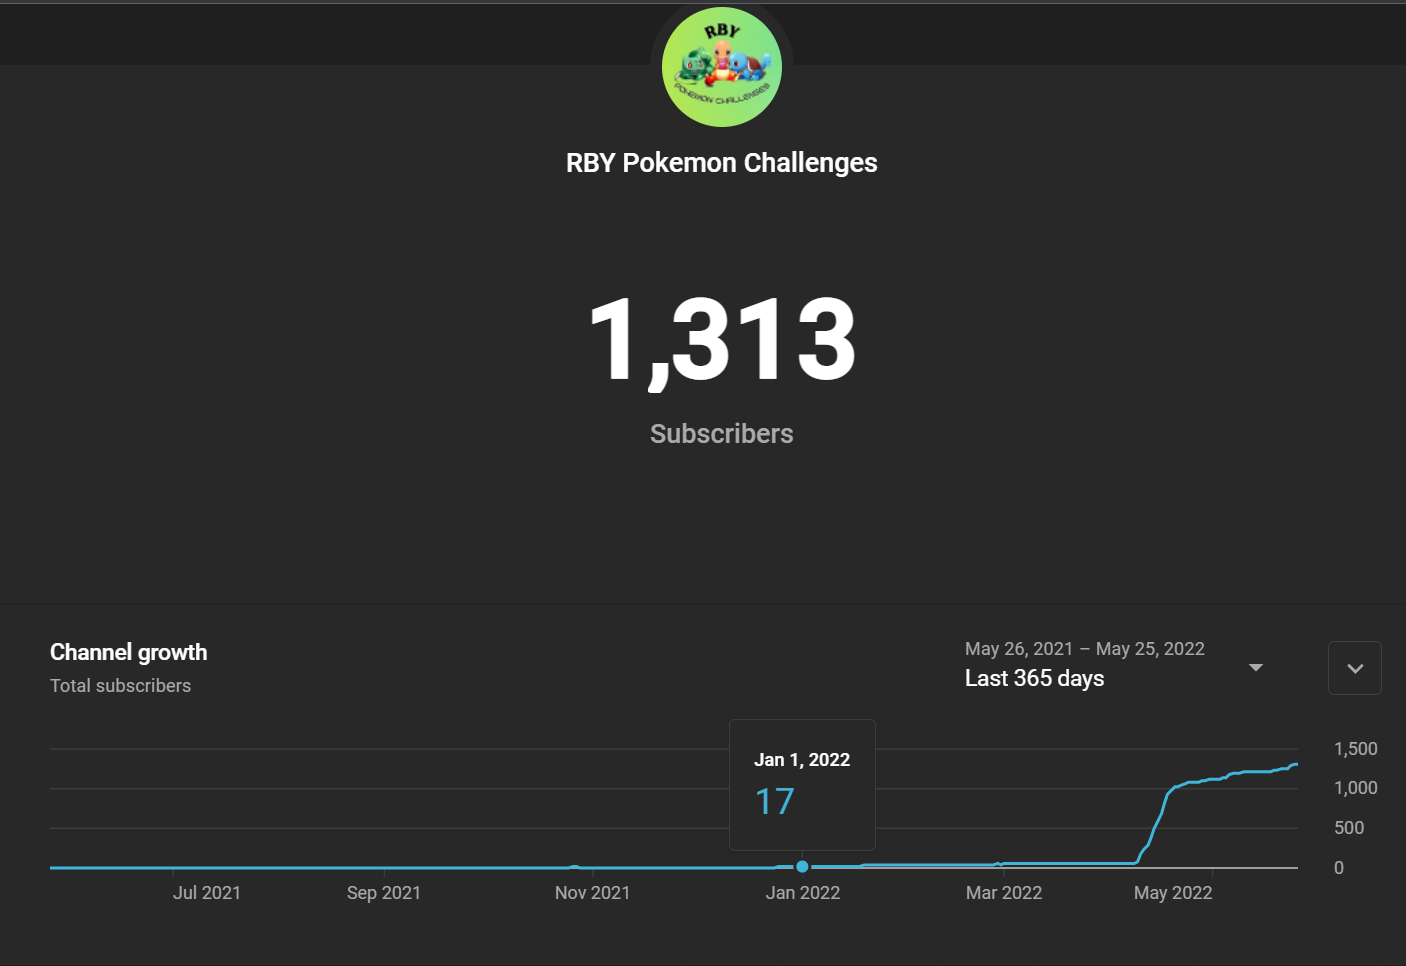 RBY
POKEMON CHALLENGES
RBY Pokemon Challenges
1,313
Subscribers
Channel growth
Total subscribers
May 26, 2021 – May 25, 2022
Last 365 days
Jan 1, 2022
17
1,500
1,000
500
0
Jul 2021
Sep 2021
Nov 2021
Jan 2022
Mar 2022
May 2022